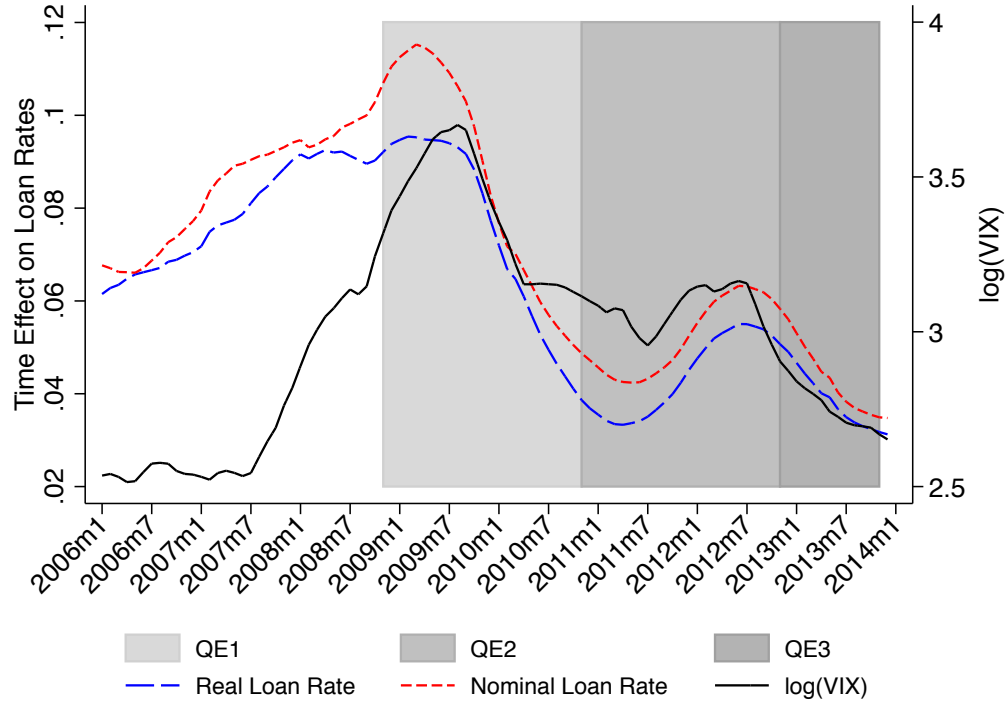 .12
.1
.08
.06
.04
.02
Time Effect on Loan Rates
4
3.5
3
2.5
log(VIX)
2006m1
2006m7
2007m1
2007m7
2008m1
2008m7
2009m1
2009m7
2010m1
2010m7
2011m1
2011m7
2012m1
2012m7
2013m1
2013m7
2014m1
QE1 QE2 QE3
Real Loan Rate Nominal Loan Rate log(VIX)